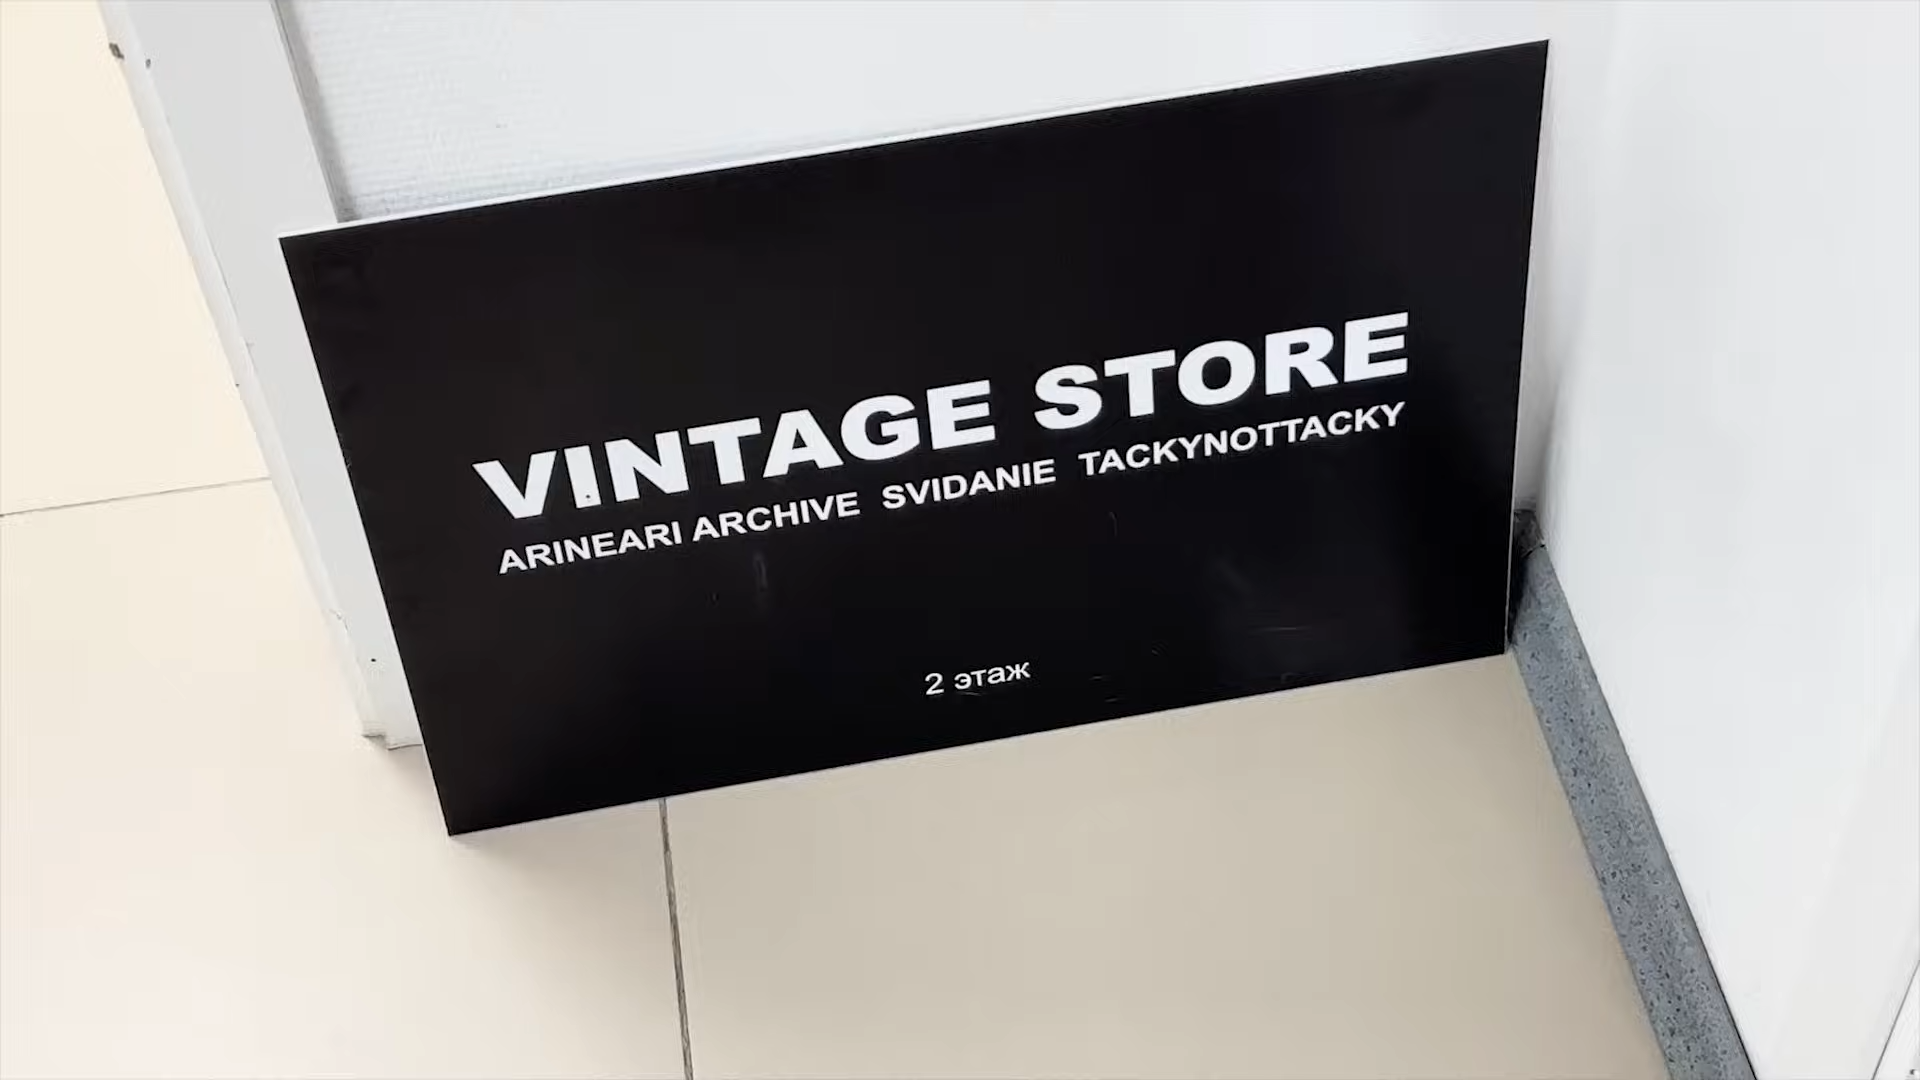 VINTAGE STORE
ARINEARI ARCHIVE SVIDANIE TACKYNOTTACKY
2 этаж